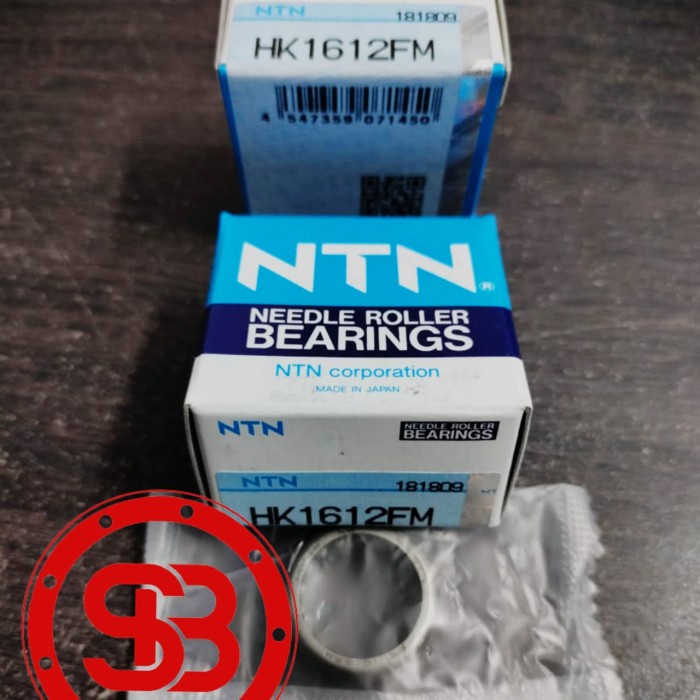 NTN
181809
HK1612FM
4 547359 071450
NTN®
NEEDLE ROLLER
BEARINGS
NTN corporation
MADE IN JAPAN
NTN
NEEDLE ROLLER
BEARINGS
NTN
181809
HK1612FM
SB